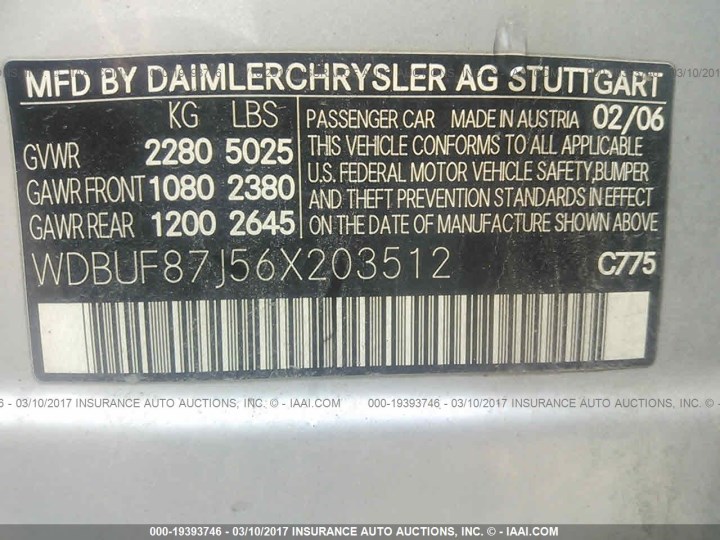 MFD BY DAIMLERCHRYSLER AG STUTTGART
KG LBS
GVWR 2280 5025
GAWR FRONT 1080 2380
GAWR REAR 1200 2645
PASSENGER CAR MADE IN AUSTRIA 02/06
THIS VEHICLE CONFORMS TO ALL APPLICABLE
U.S. FEDERAL MOTOR VEHICLE SAFETY,BUMPER
AND THEFT PREVENTION STANDARDS IN EFFECT
ON THE DATE OF MANUFACTURE SHOWN ABOVE
WDBUF87J56X203512 C775
6 - 03/10/2017 INSURANCE AUTO AUCTIONS, INC. © - IAAI.COM 000-19393746 - 03/10/2017 INSURANCE AUTO AUCTIONS, INC. ©
000-19393746 - 03/10/2017 INSURANCE AUTO AUCTIONS, INC. © - IAAI.COM